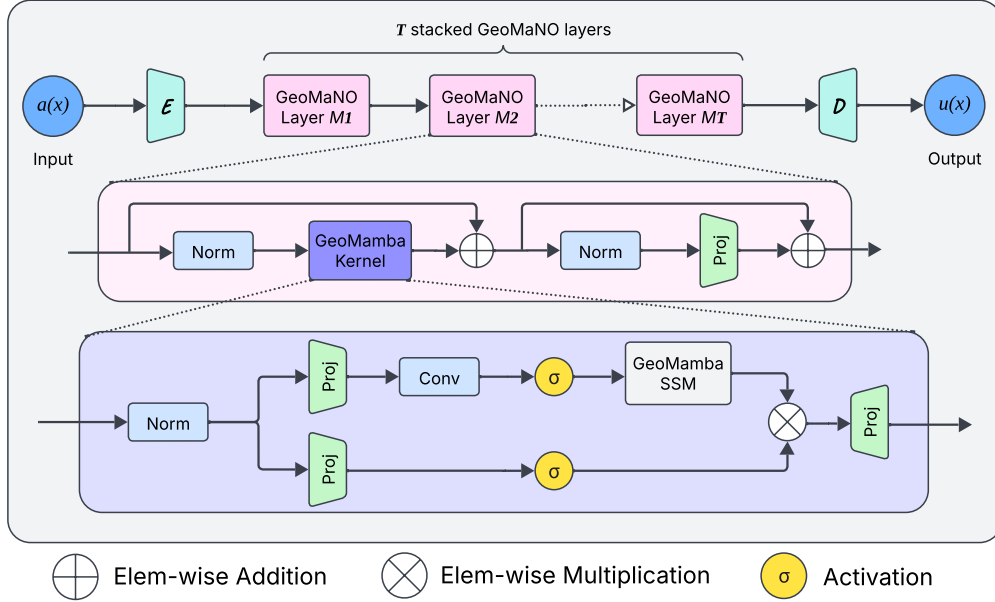 T stacked GeoMaNO layers
a(x)
E
GeoMaNO
Layer M1
GeoMaNO
Layer M2
GeoMaNO
Layer MT
D
u(x)
Input
Output
Norm
GeoMamba
Kernel
Norm
Proj
Norm
Proj
Conv
σ
GeoMamba
SSM
Proj
Proj
σ
Elem-wise Addition
Elem-wise Multiplication
σ
Activation